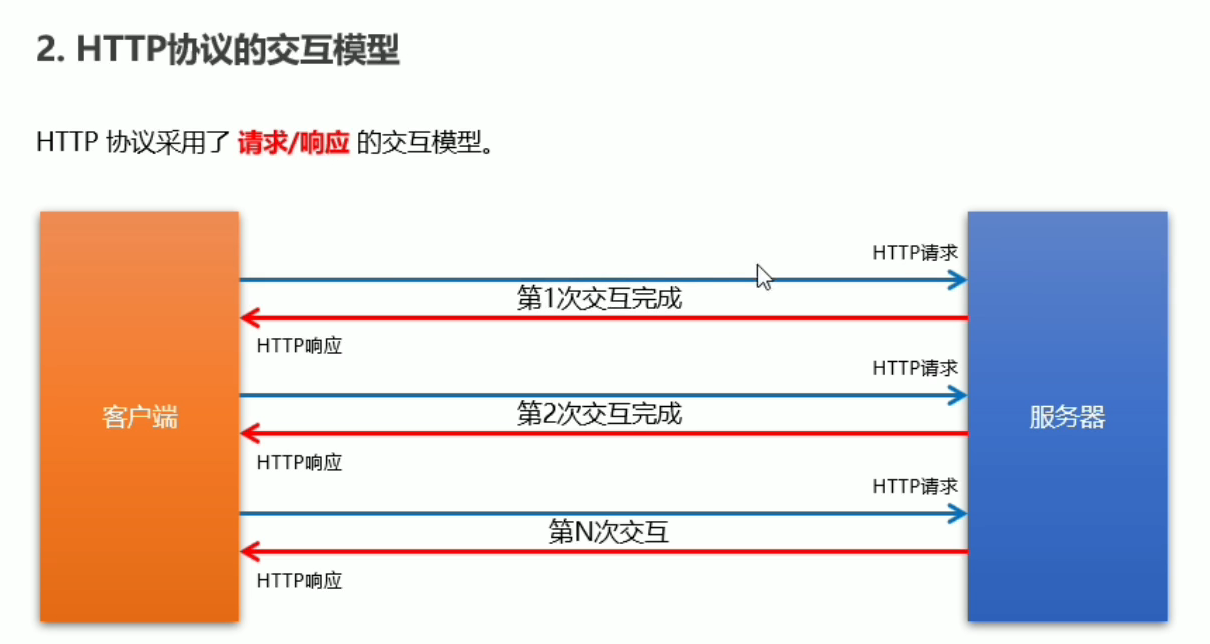 2. HTTP协议的交互模型
HTTP 协议采用了 请求/响应 的交互模型。
HTTP请求
第1次交互完成
HTTP响应
HTTP请求
客户端
第2次交互完成
服务器
HTTP响应
HTTP请求
第N次交互
HTTP响应